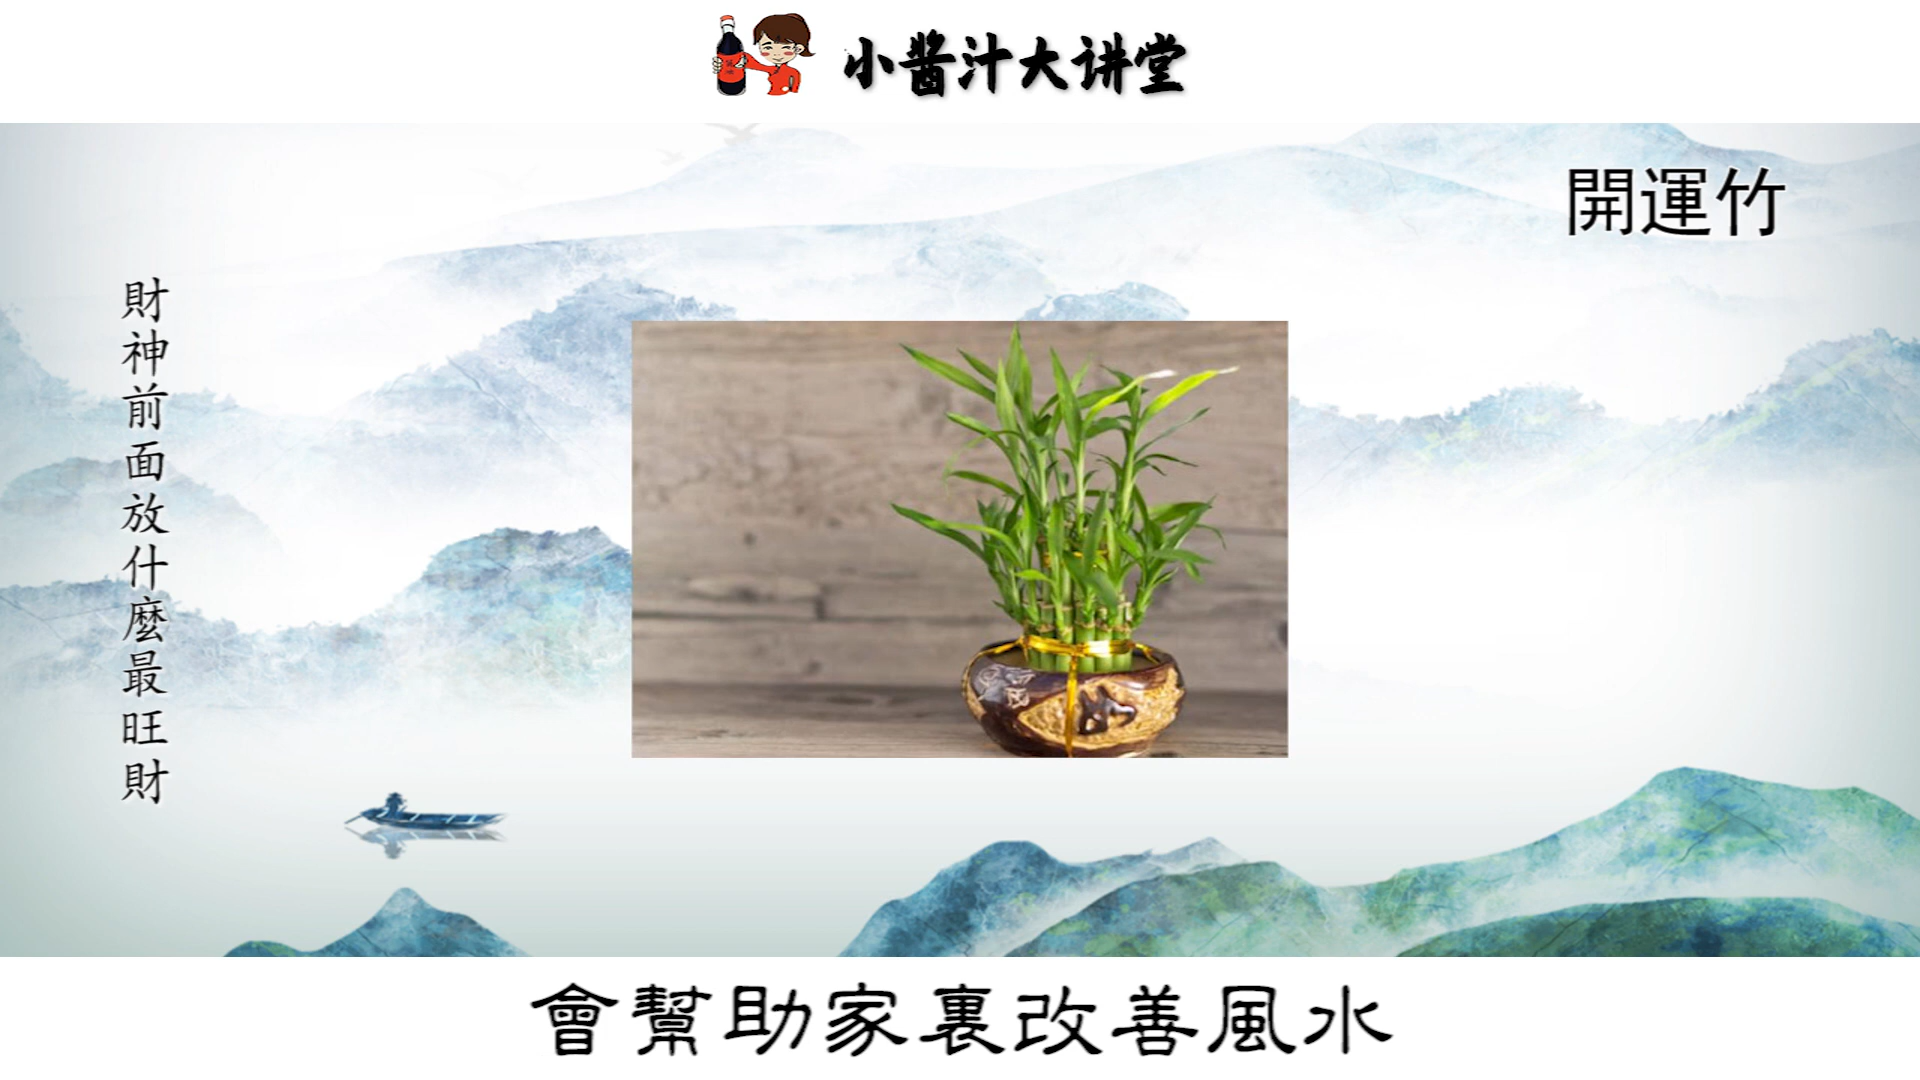 小酱汁大讲堂
開運竹
財神前面放什麼最旺財
會幫助家裏改善風水